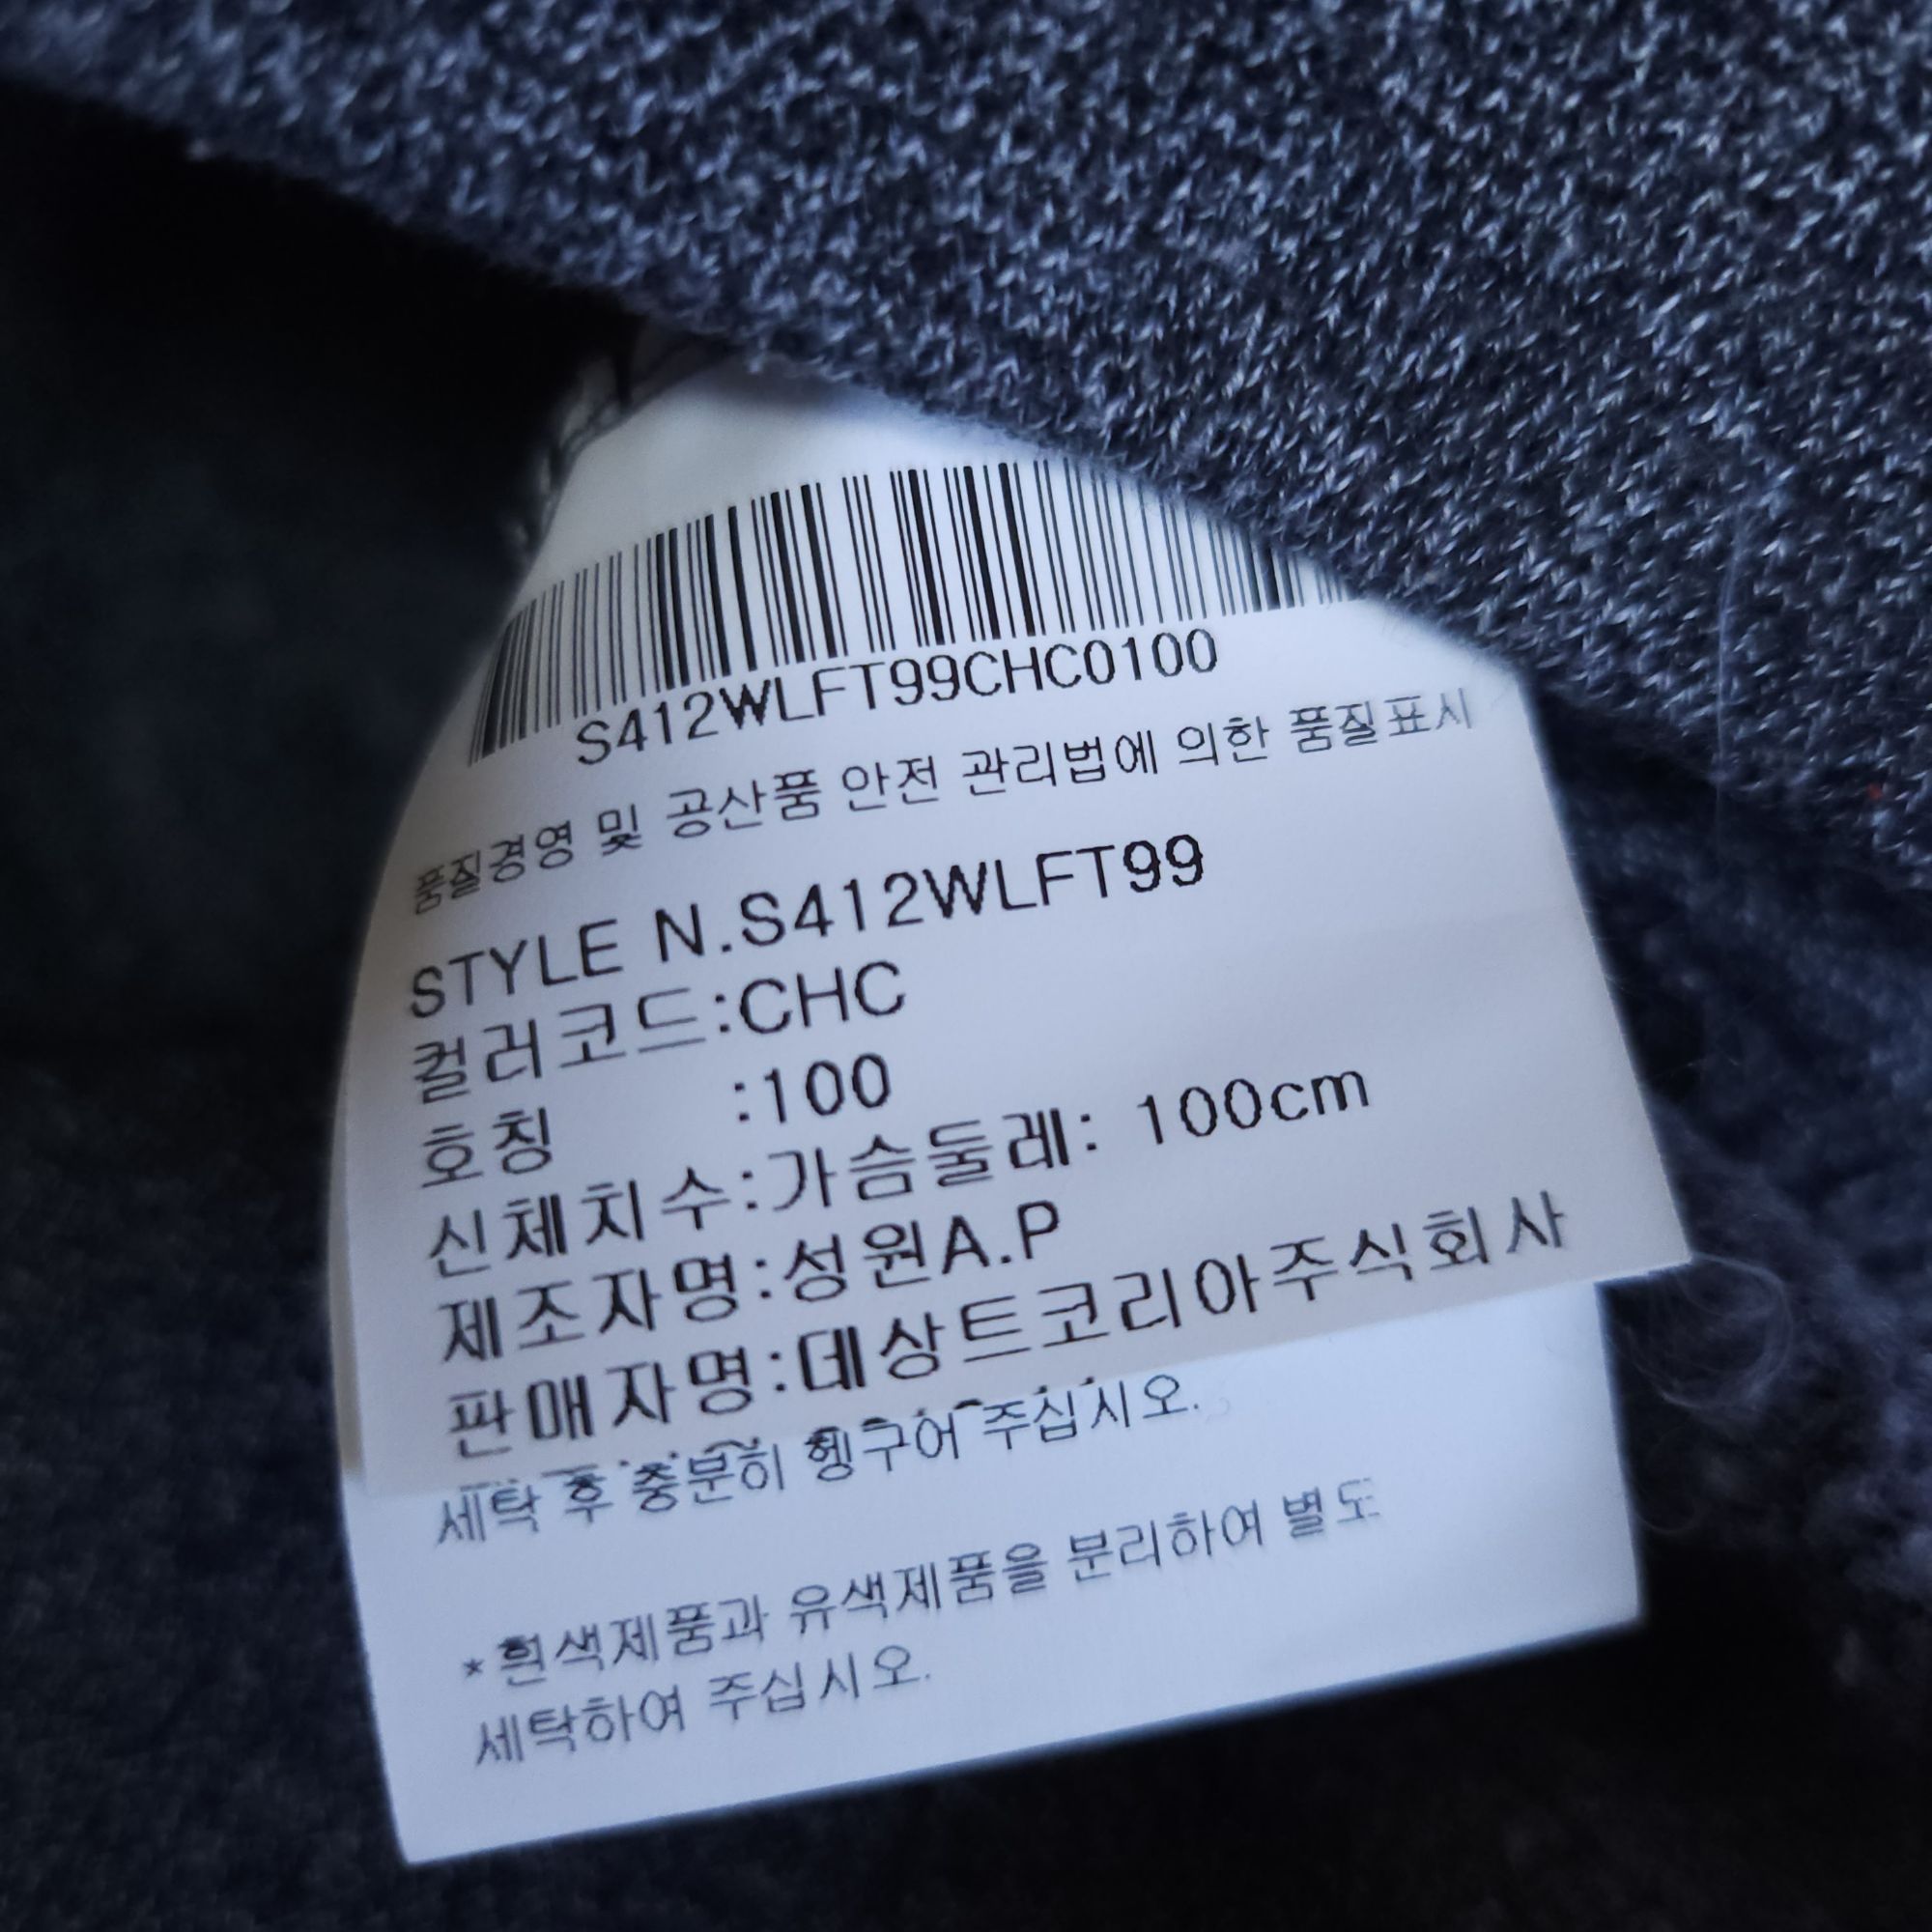 S412WLFT99CHC0100
품질경영 및 공산품 안전 관리법에 의한 품질표시
STYLE N.S412WLFT99
컬러코드:CHC
호칭 :100
신체치수:가슴둘레: 100cm
제조자명:성원A.P
판매자명:데상트코리아주식회사
세탁 후 충분히 헹구어 주십시오.
*흰색제품과 유색제품을 분리하여 별도
세탁하여 주십시오.